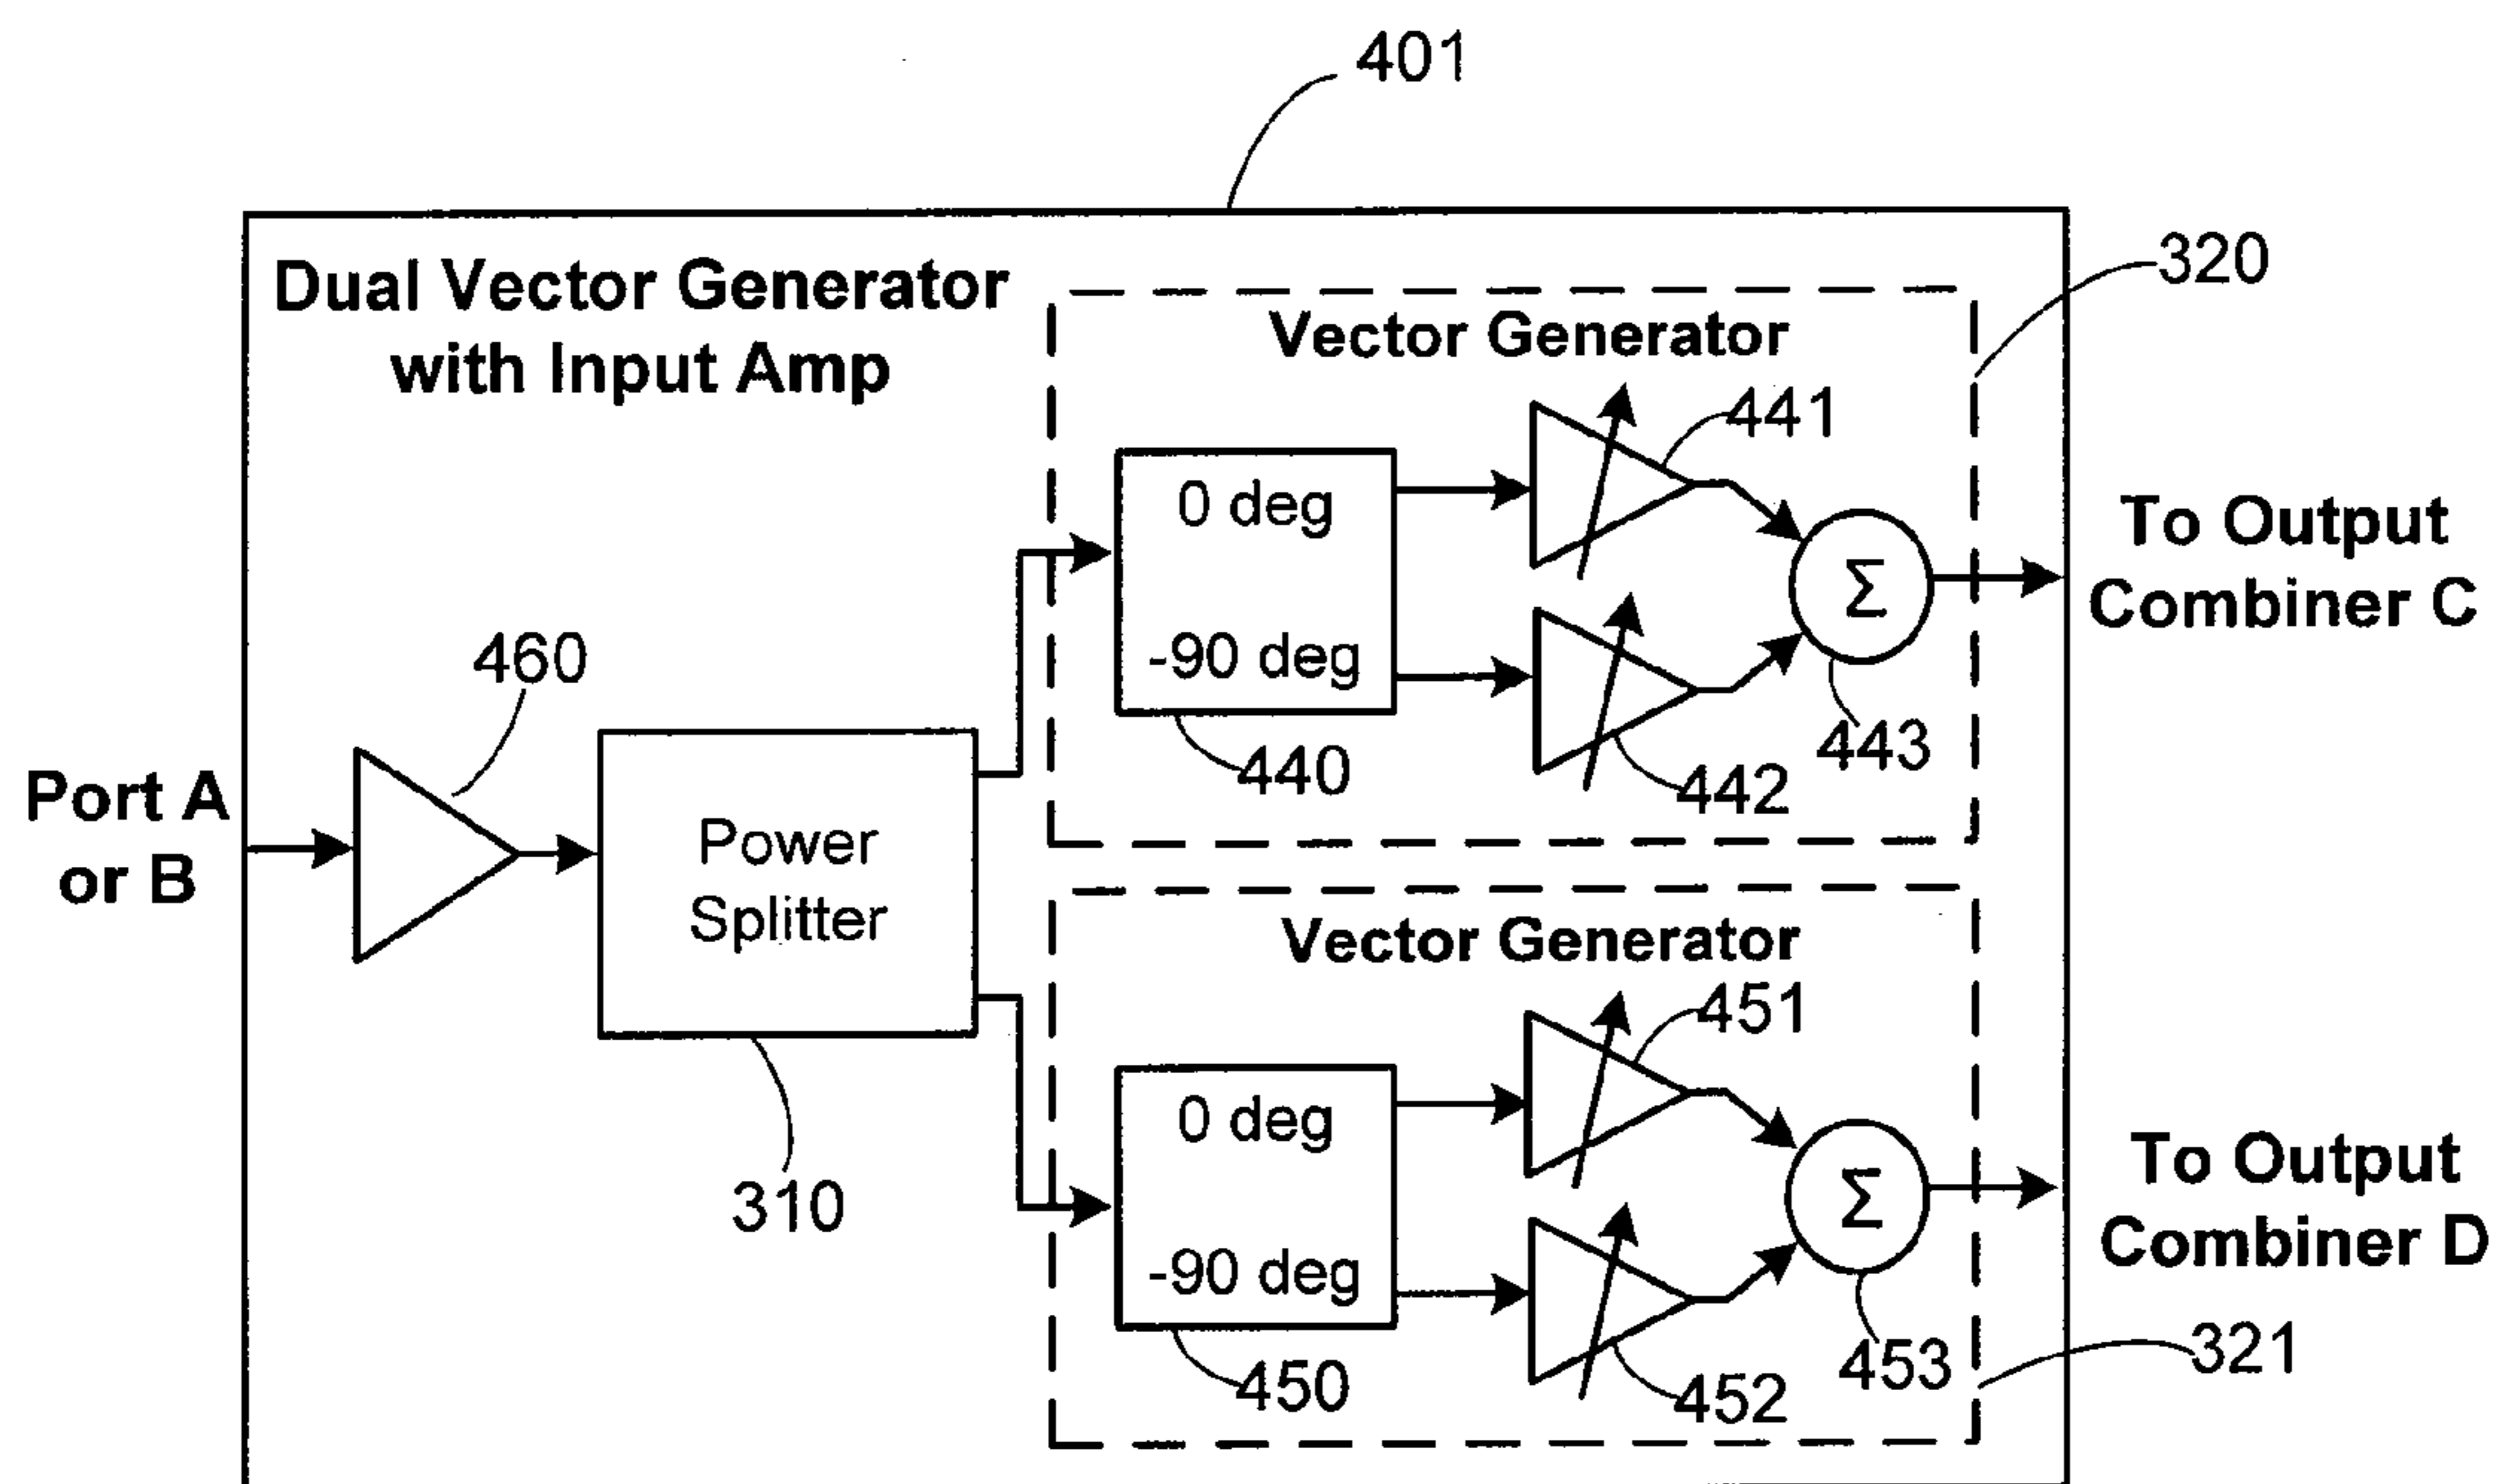 401
Dual Vector Generator
with Input Amp
320
Vector Generator
441
0 deg
-90 deg
Σ
To Output
Combiner C
460
440
442
443
Port A
or B
Power
Splitter
310
Vector Generator
451
0 deg
-90 deg
Σ
To Output
Combiner D
450
452
453
321